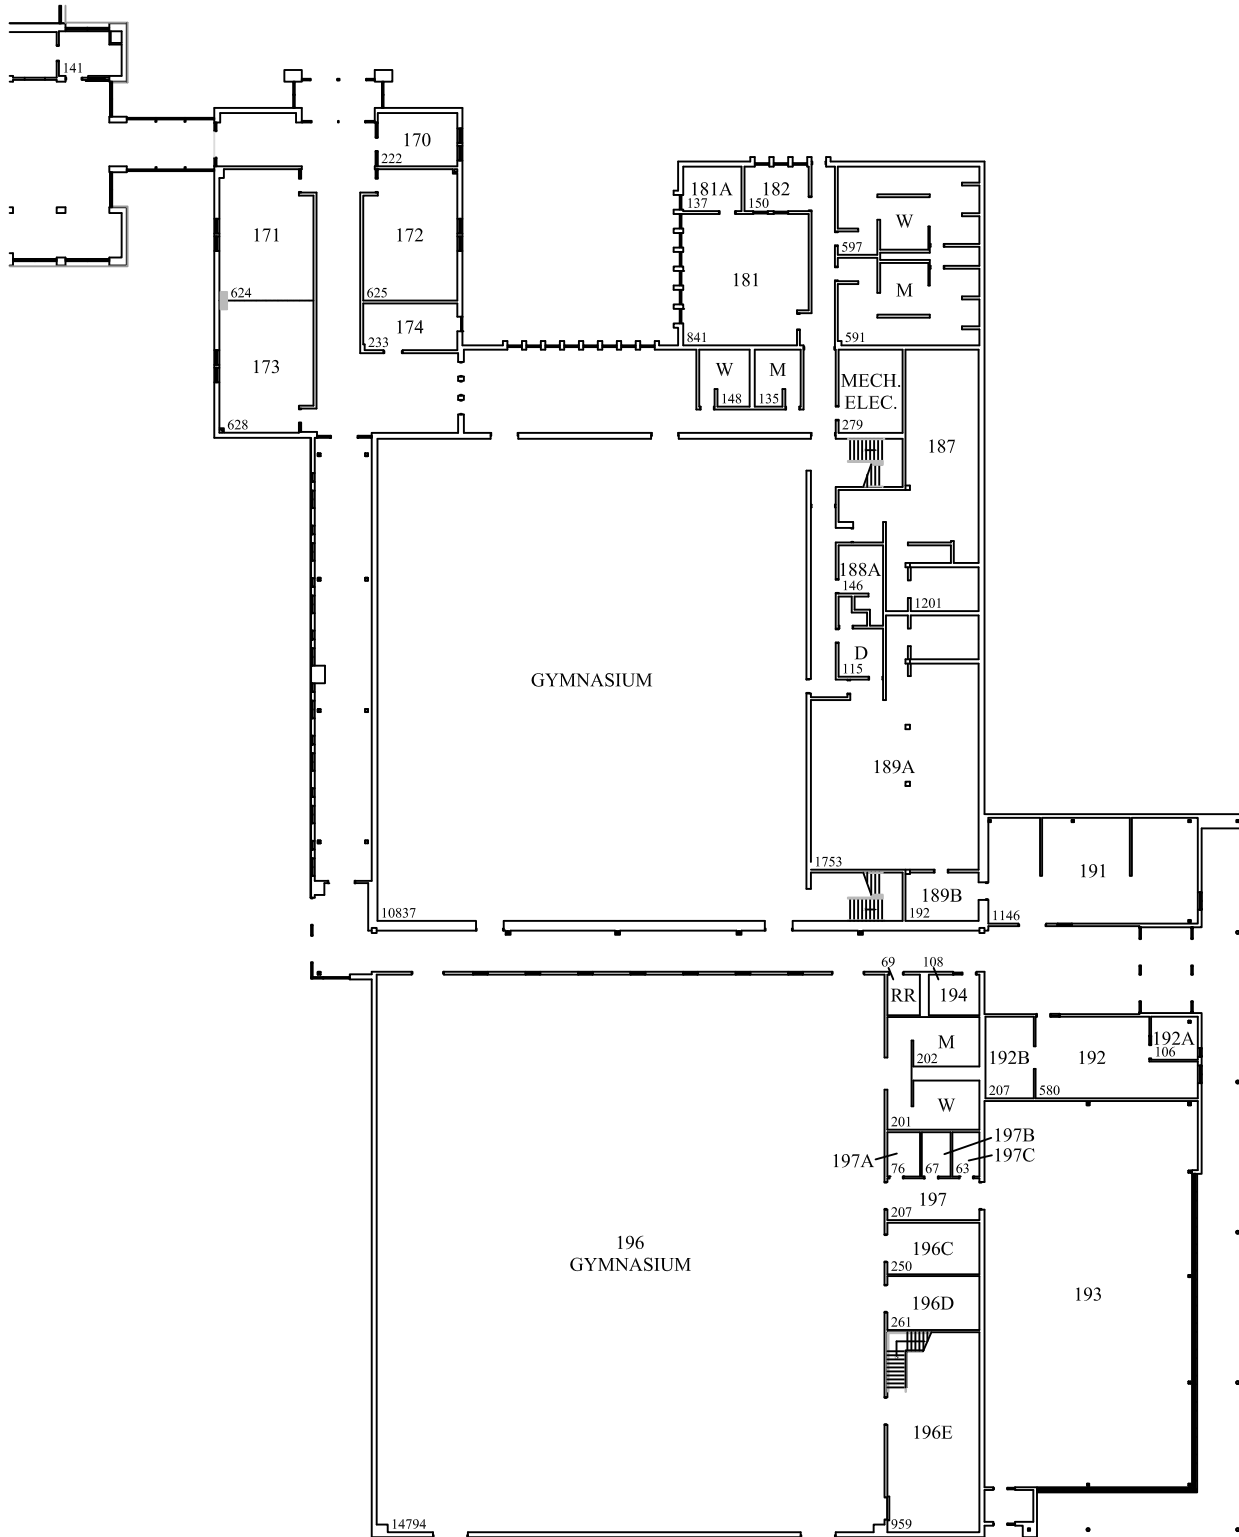 141
170
222
181A
182
137
150
171
172
W
597
181
M
624
625
174
233
841
591
173
W
M
MECH.
ELEC.
148
135
279
628
187
188A
146
1201
D
115
GYMNASIUM
189A
1753
191
189B
10837
192
1146
69
108
RR
194
M
202
192A
106
192B
192
207
580
W
201
197B
197A
197C
76
67
63
197
207
196
GYMNASIUM
196C
250
193
196D
261
196E
14794
959